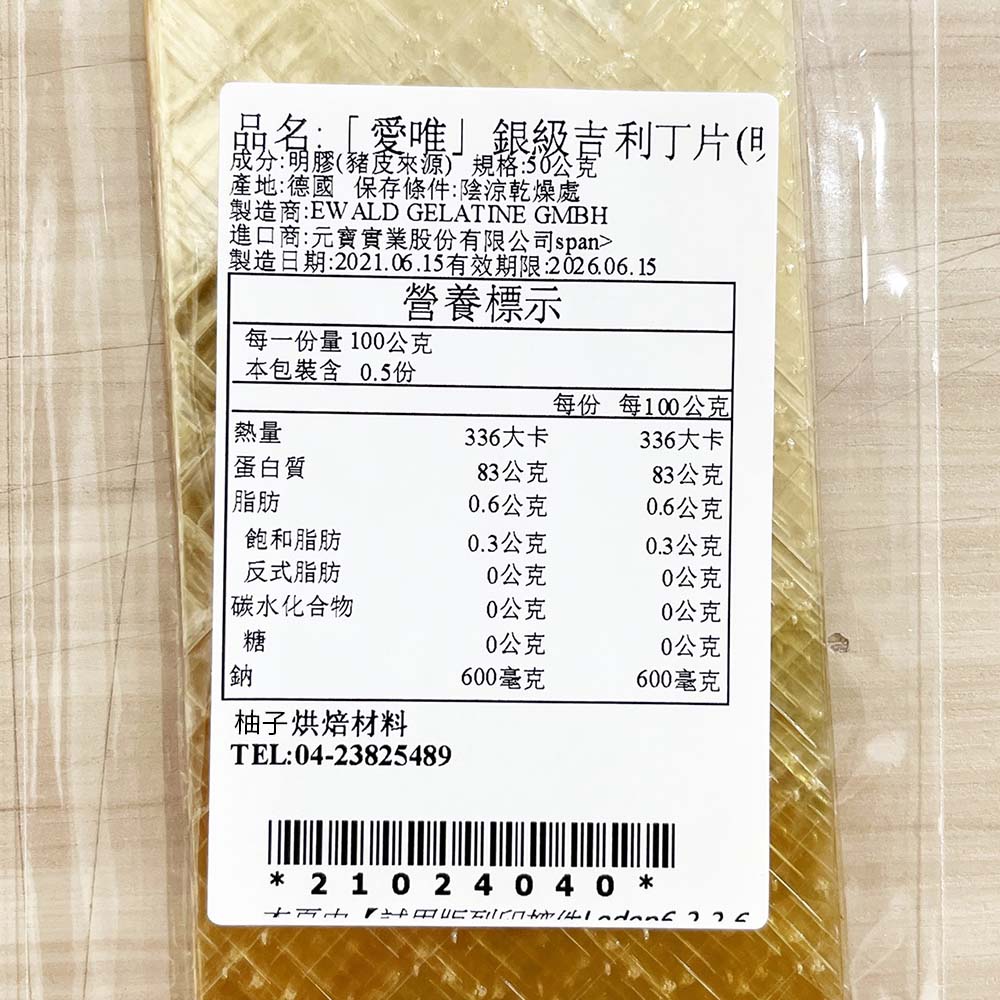 品名:「愛唯」銀級吉利丁片(明
成分:明膠(豬皮來源) 規格:50公克
產地:德國 保存條件:陰涼乾燥處
製造商:EWALD GELATINE GMBH
進口商:元寶實業股份有限公司span>
製造日期:2021.06.15有效期限:2026.06.15
營養標示
每一份量 100公克
本包裝含 0.5份
每份 每100公克
熱量 336大卡 336大卡
蛋白質 83公克 83公克
脂肪 0.6公克 0.6公克
飽和脂肪 0.3公克 0.3公克
反式脂肪 0公克 0公克
碳水化合物 0公克 0公克
糖 0公克 0公克
鈉 600毫克 600毫克
柚子烘焙材料
TEL:04-23825489
*21024040*